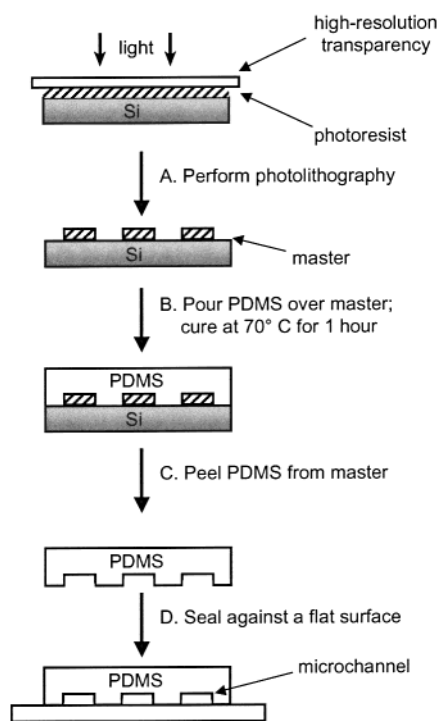 light
high-resolution
transparency
Si
photoresist
A. Perform photolithography
Si
master
B. Pour PDMS over master;
cure at 70° C for 1 hour
PDMS
Si
C. Peel PDMS from master
PDMS
D. Seal against a flat surface
microchannel
PDMS